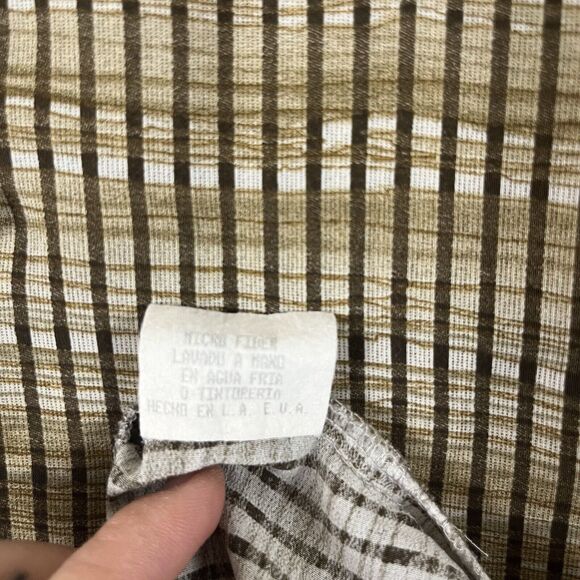 MICRO FIBER
LAVADO A MANO
EN AGUA FRIA
O TINTORERIA
HECHO EN L.A. E.U.A.